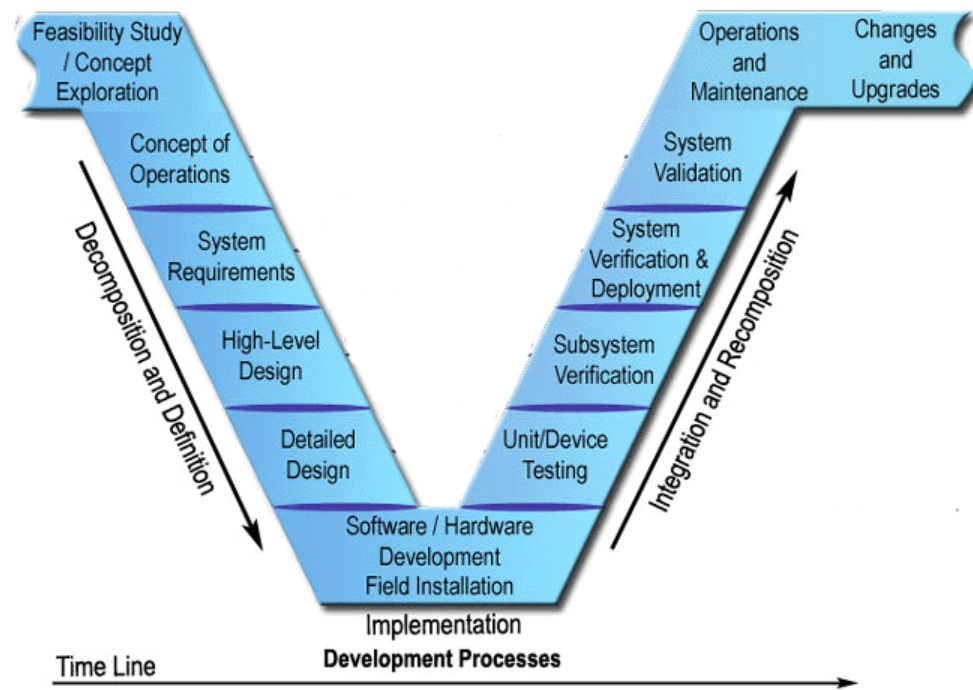 Feasibility Study
/ Concept
Exploration
Concept of
Operations
System
Requirements
High-Level
Design
Detailed
Design
Software / Hardware
Development
Field Installation
Unit/Device
Testing
Subsystem
Verification
System
Verification &
Deployment
System
Validation
Operations
and
Maintenance
Changes
and
Upgrades
Decomposition and Definition
Integration and Recomposition
Implementation
Development Processes
Time Line